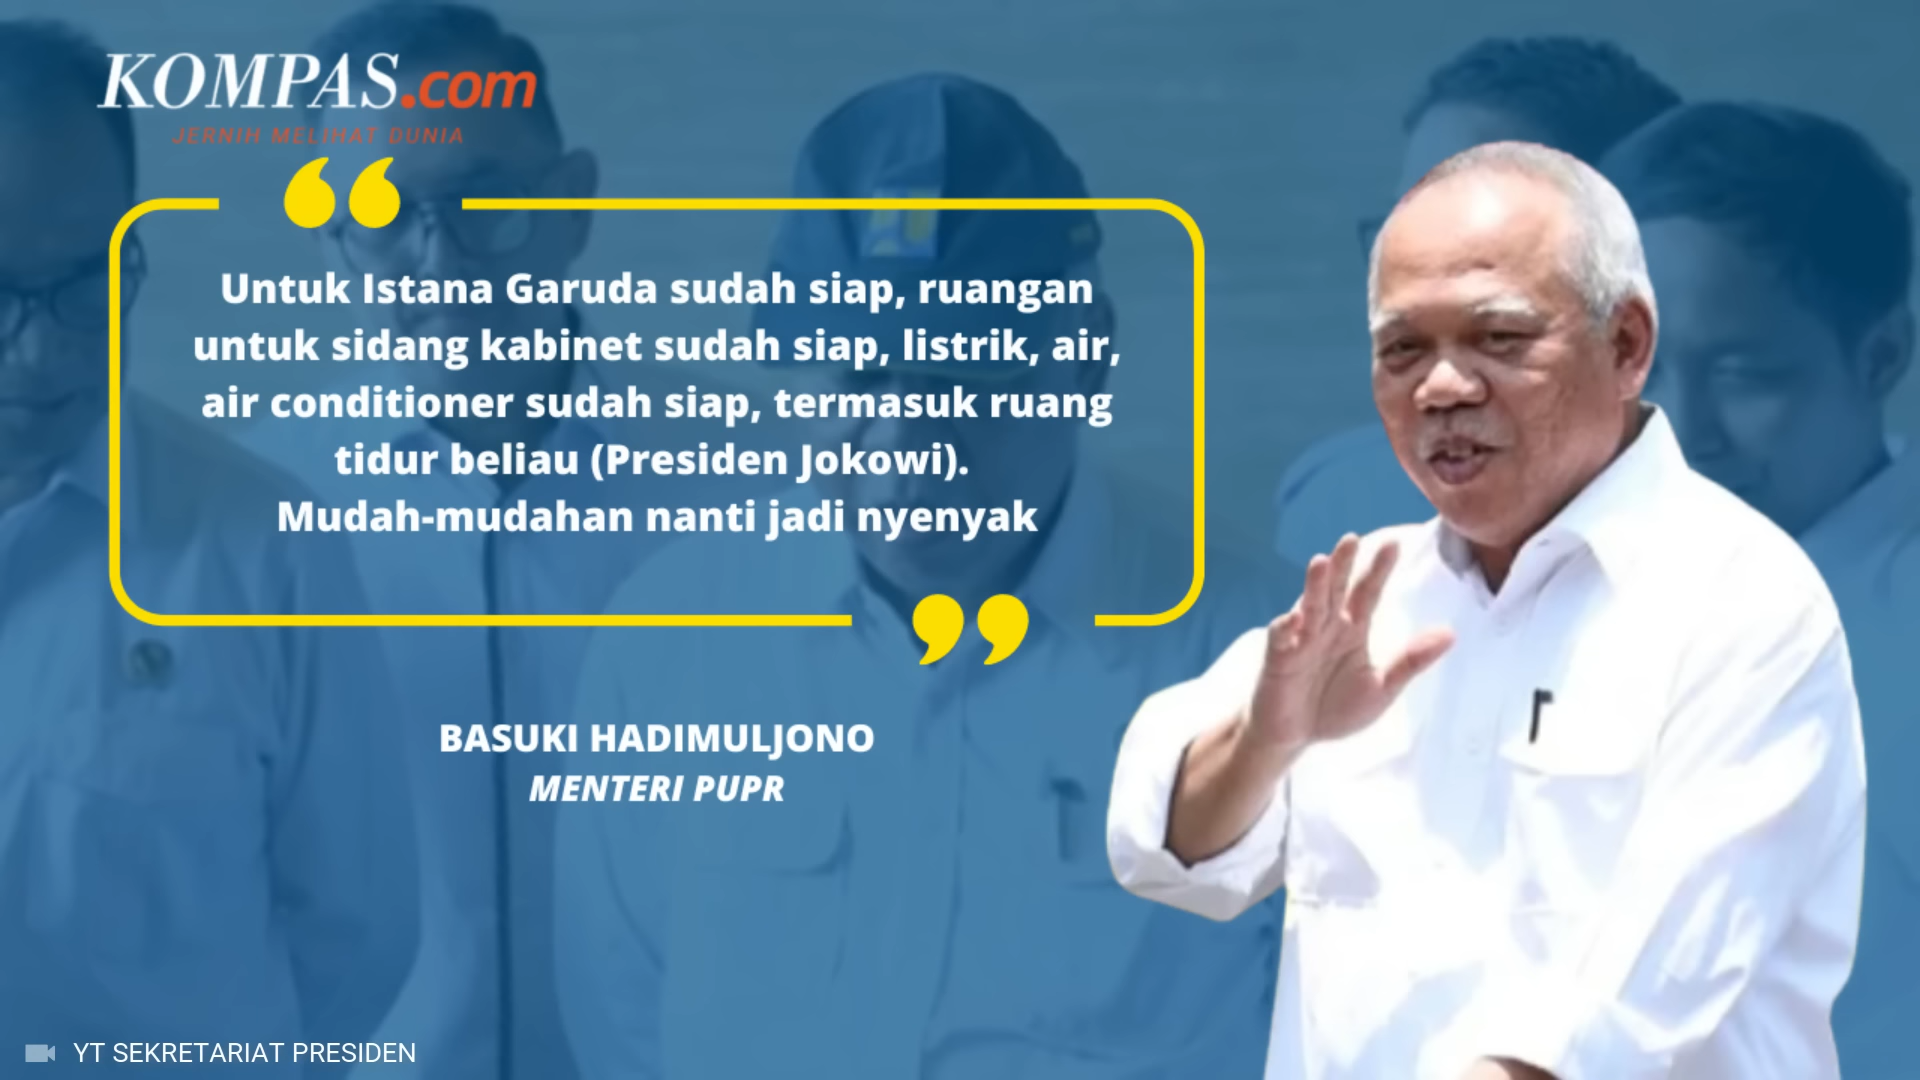 KOMPAS.com
JERNIH MELIHAT DUNIA
Untuk Istana Garuda sudah siap, ruangan
untuk sidang kabinet sudah siap, listrik, air,
air conditioner sudah siap, termasuk ruang
tidur beliau (Presiden Jokowi).
Mudah-mudahan nanti jadi nyenyak
BASUKI HADIMULJONO
MENTERI PUPR
YT SEKRETARIAT PRESIDEN